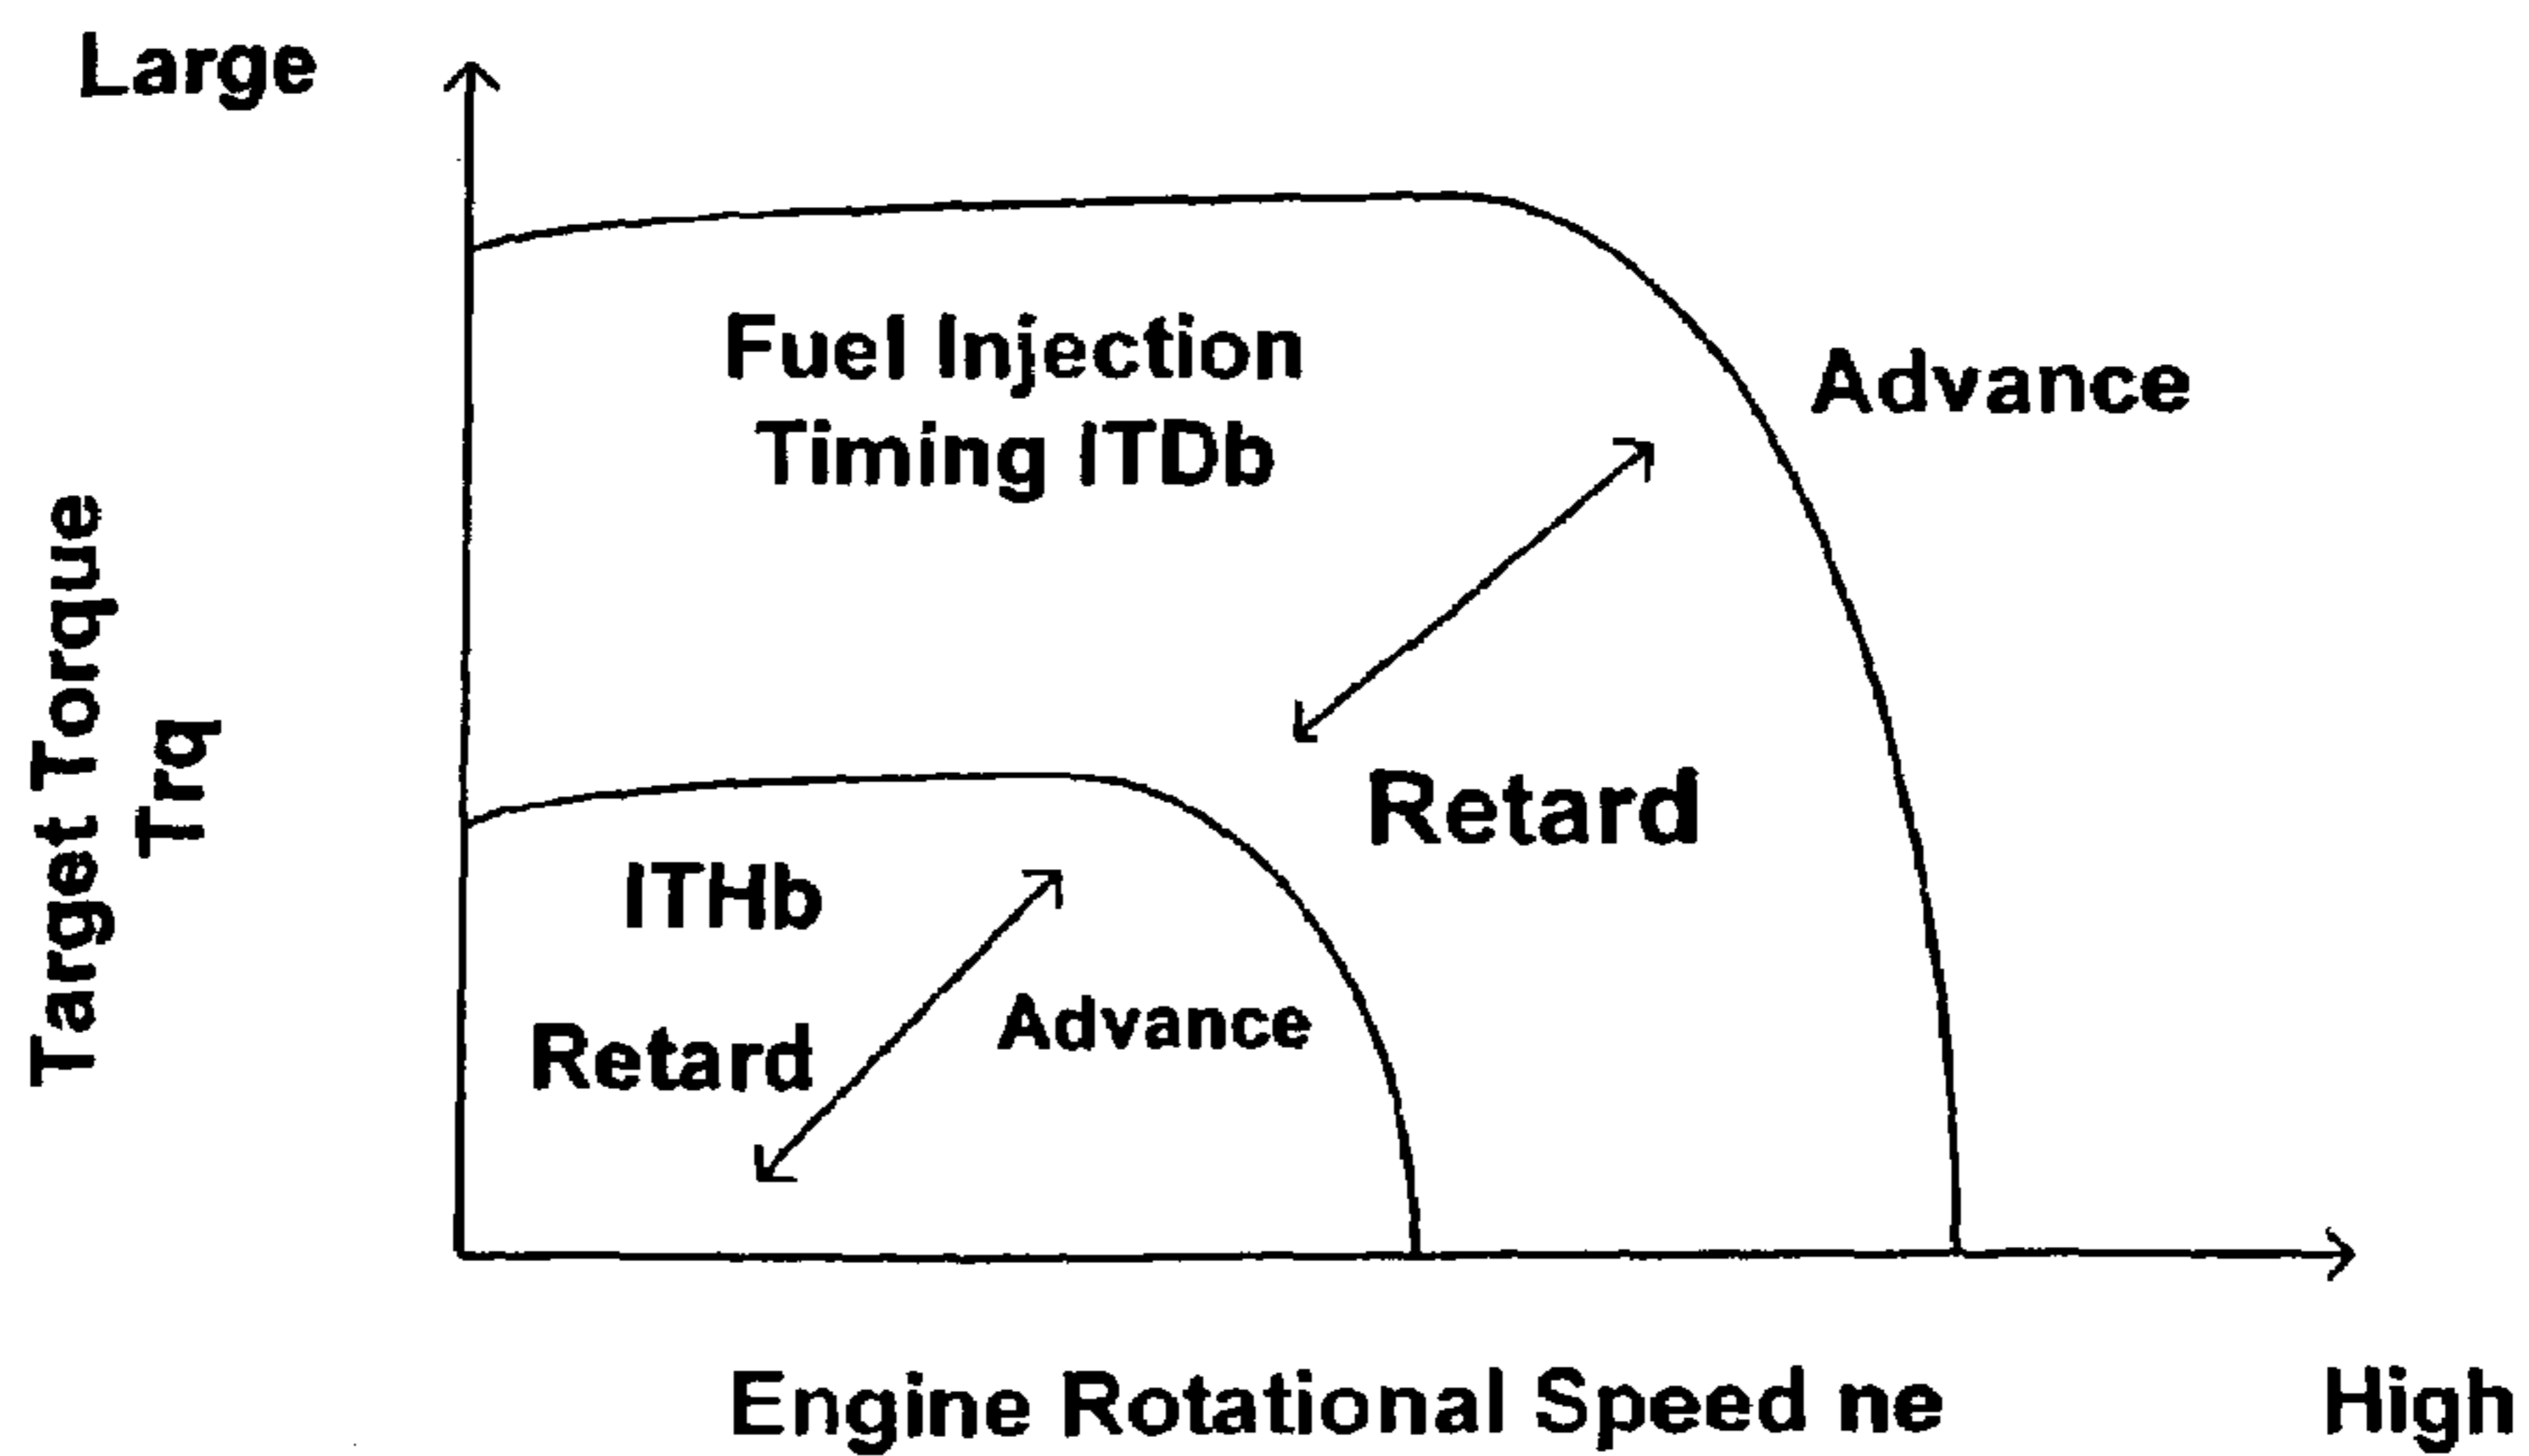 Large
Fuel Injection
Timing ITDb
Advance
Target Torque
Trq
Retard
ITHb
Advance
Retard
Engine Rotational Speed ne
High